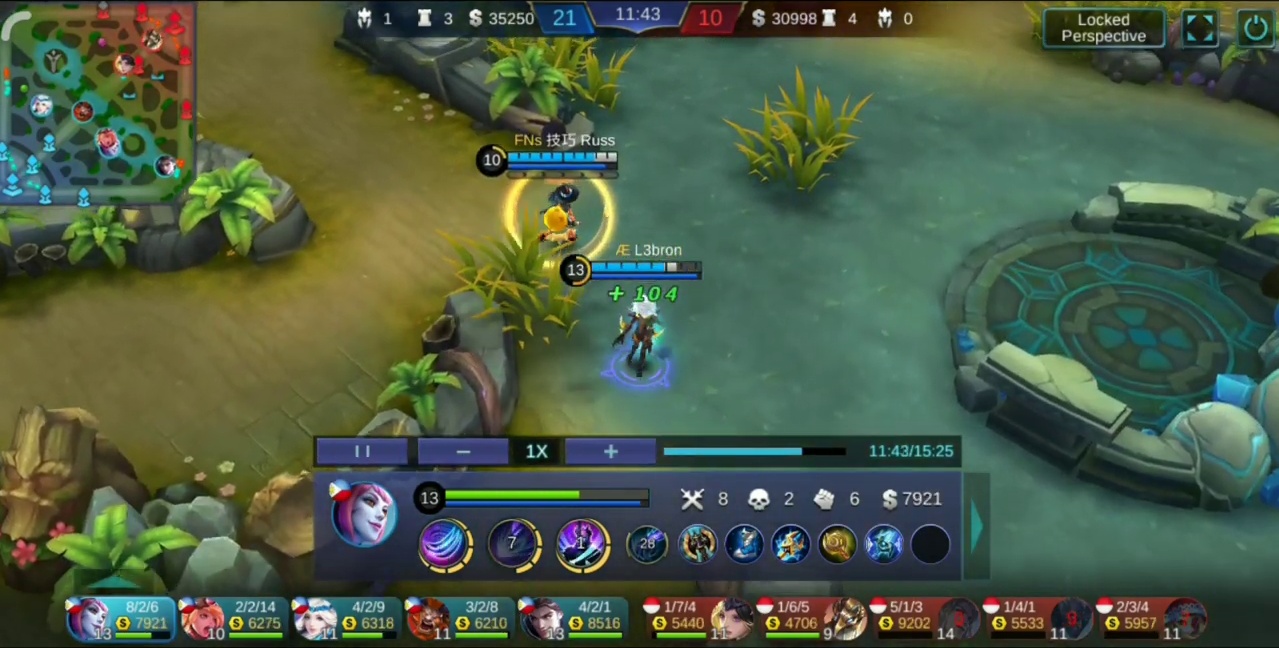 1 3 $ 35250 21 11:43 10 $ 30998 4 0
Locked
Perspective
FNs 技巧 Russ
10
Æ L3bron
13
+ 104
1X
11:43/15:25
13 8 2 6 $ 7921
7 1 28
8/2/6 2/2/14 4/2/9 3/2/8 4/2/1 1/7/4 1/6/5 5/1/3 1/4/1 2/3/4
7921 6275 6318 6210 8516 5440 4706 9202 5533 5957
13 10 11 11 13 11 9 14 11 11